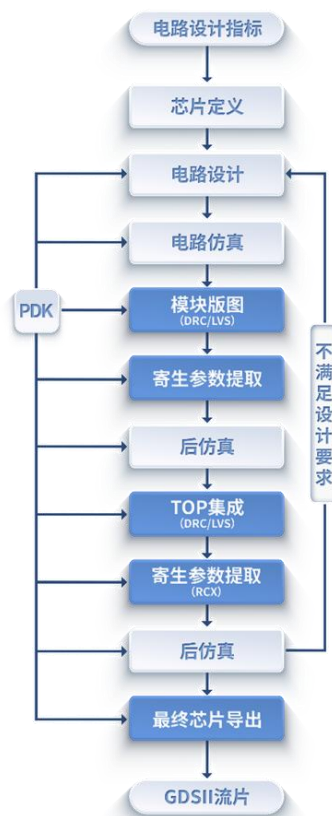 电路设计指标
芯片定义
电路设计
电路仿真
PDK
模块版图
(DRC/LVS)
寄生参数提取
不满足设计要求
后仿真
TOP集成
(DRC/LVS)
寄生参数提取
(RCX)
后仿真
最终芯片导出
GDSII流片